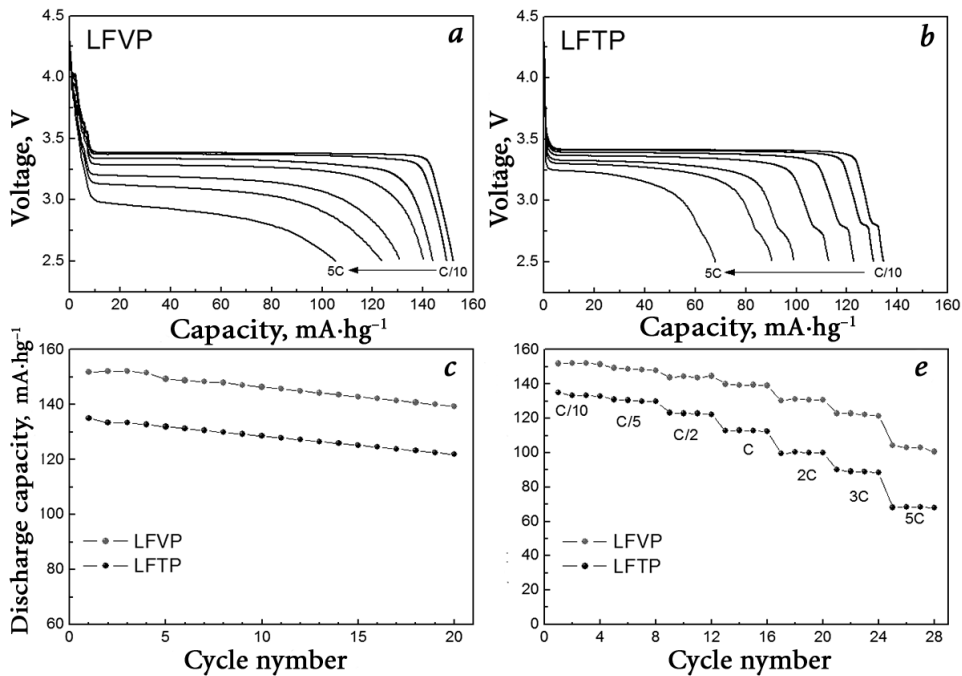 LFVP
a
4.5
4.0
3.5
3.0
2.5
Voltage, V
5C
C/10
0 20 40 60 80 100 120 140 160
Capacity, mA·hg⁻¹
LFTP
b
4.5
4.0
3.5
3.0
2.5
Voltage, V
5C
C/10
0 20 40 60 80 100 120 140 160
Capacity, mA·hg⁻¹
c
160
140
120
100
80
60
Discharge capacity, mA·hg⁻¹
LFVP
LFTP
0 5 10 15 20
Cycle nymber
e
160
140
120
100
80
60
40
20
0
C/10
C/5
C/2
C
2C
3C
5C
LFVP
LFTP
0 4 8 12 16 20 24 28
Cycle nymber